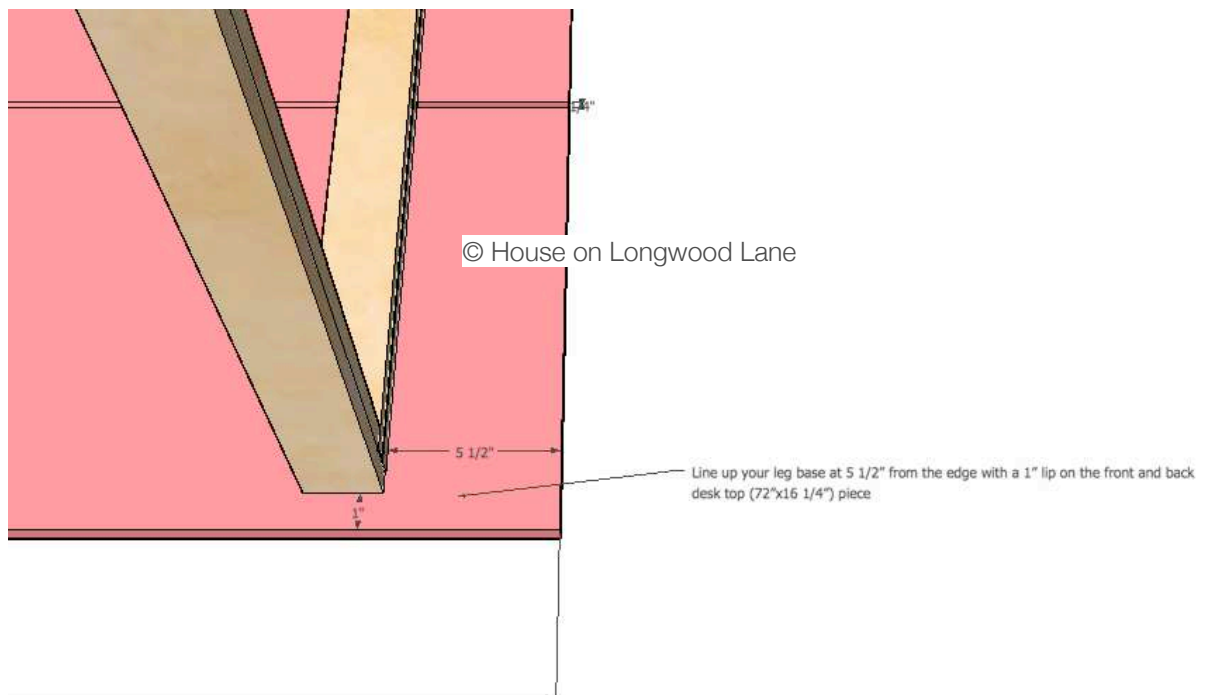 © House on Longwood Lane
5 1/2"
Line up your leg base at 5 1/2" from the edge with a 1" lip on the front and back
desk top (72"x16 1/4") piece
1"